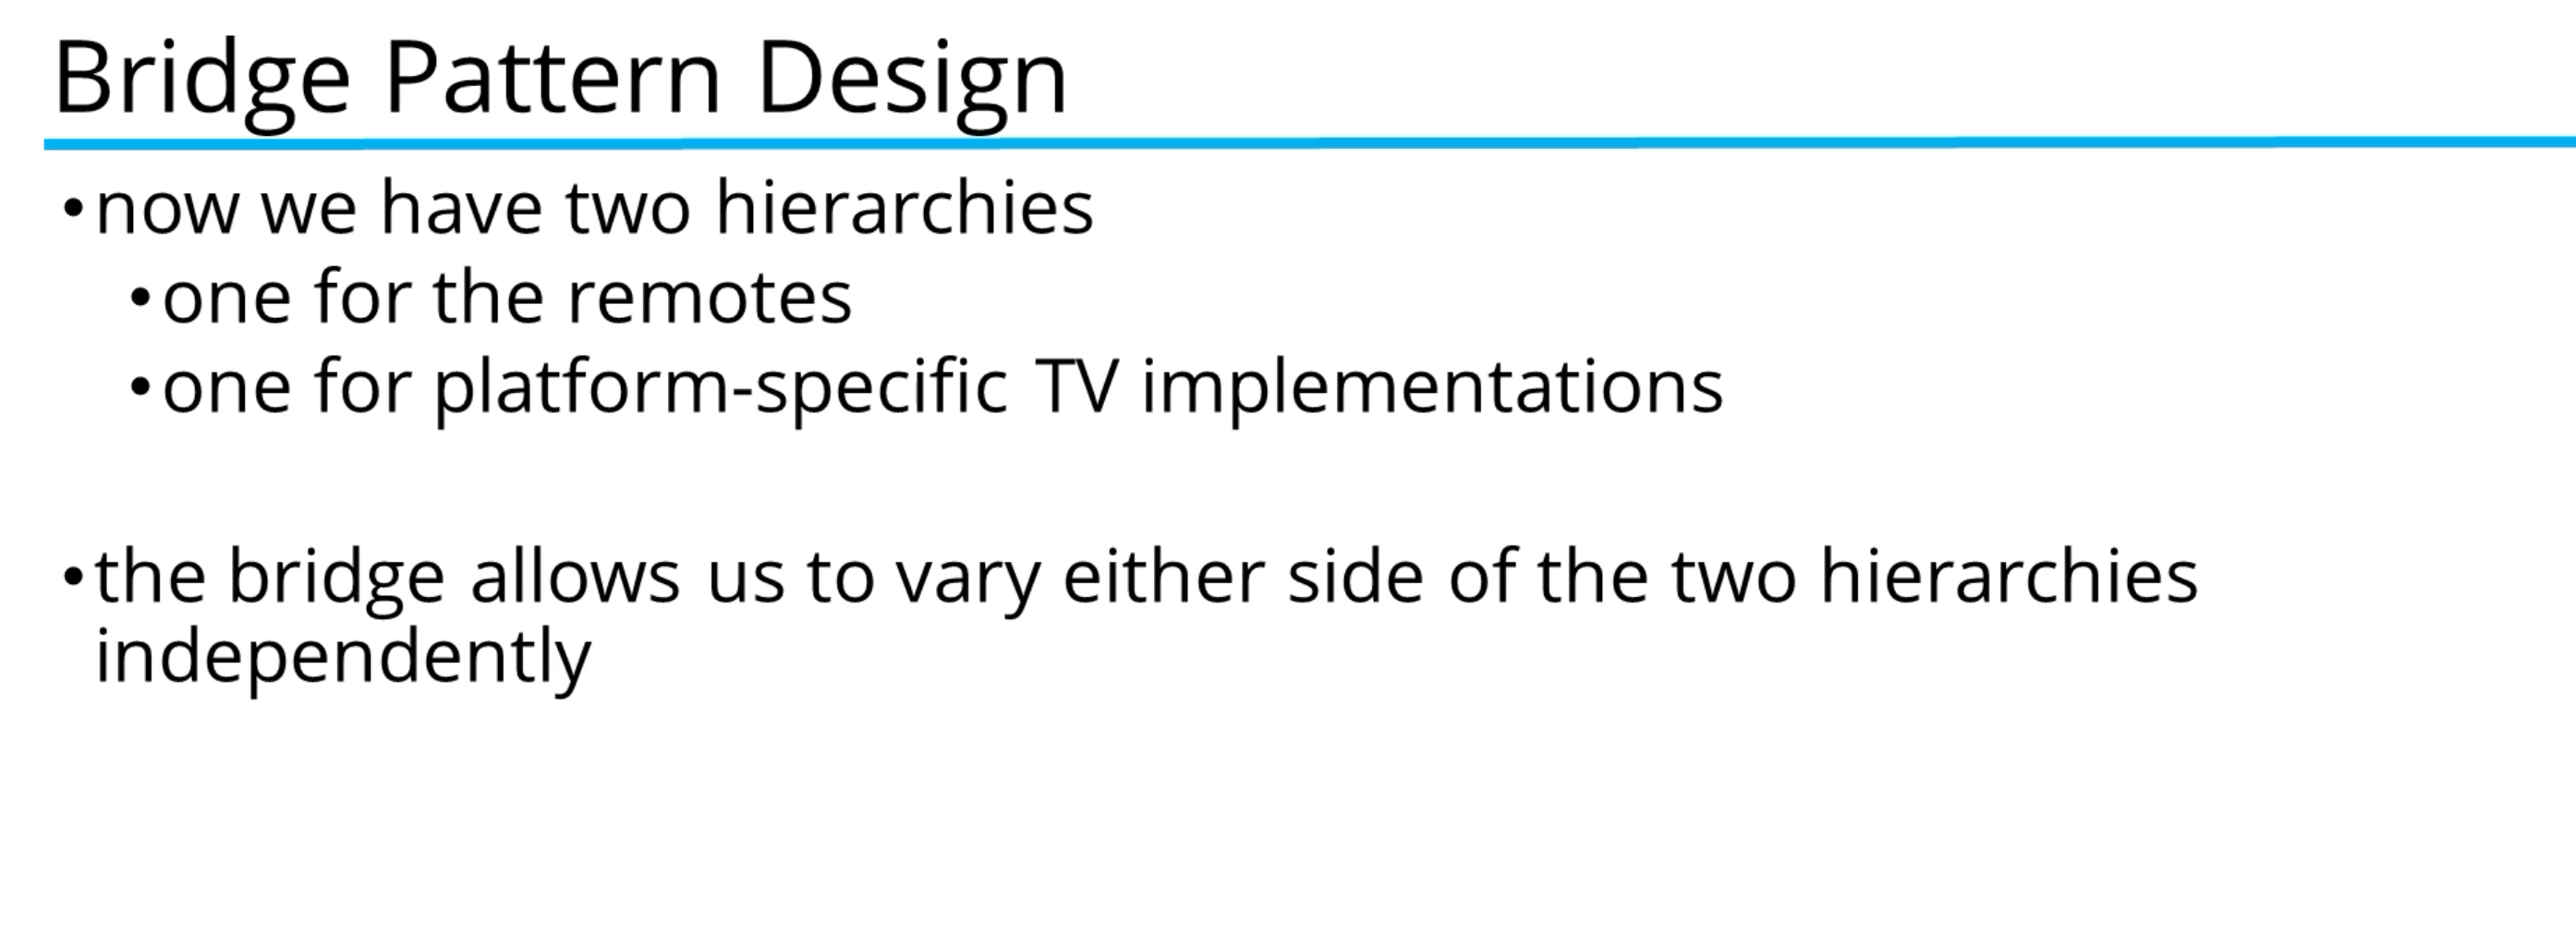 Bridge Pattern Design
•now we have two hierarchies
•one for the remotes
•one for platform-specific TV implementations
•the bridge allows us to vary either side of the two hierarchies
independently